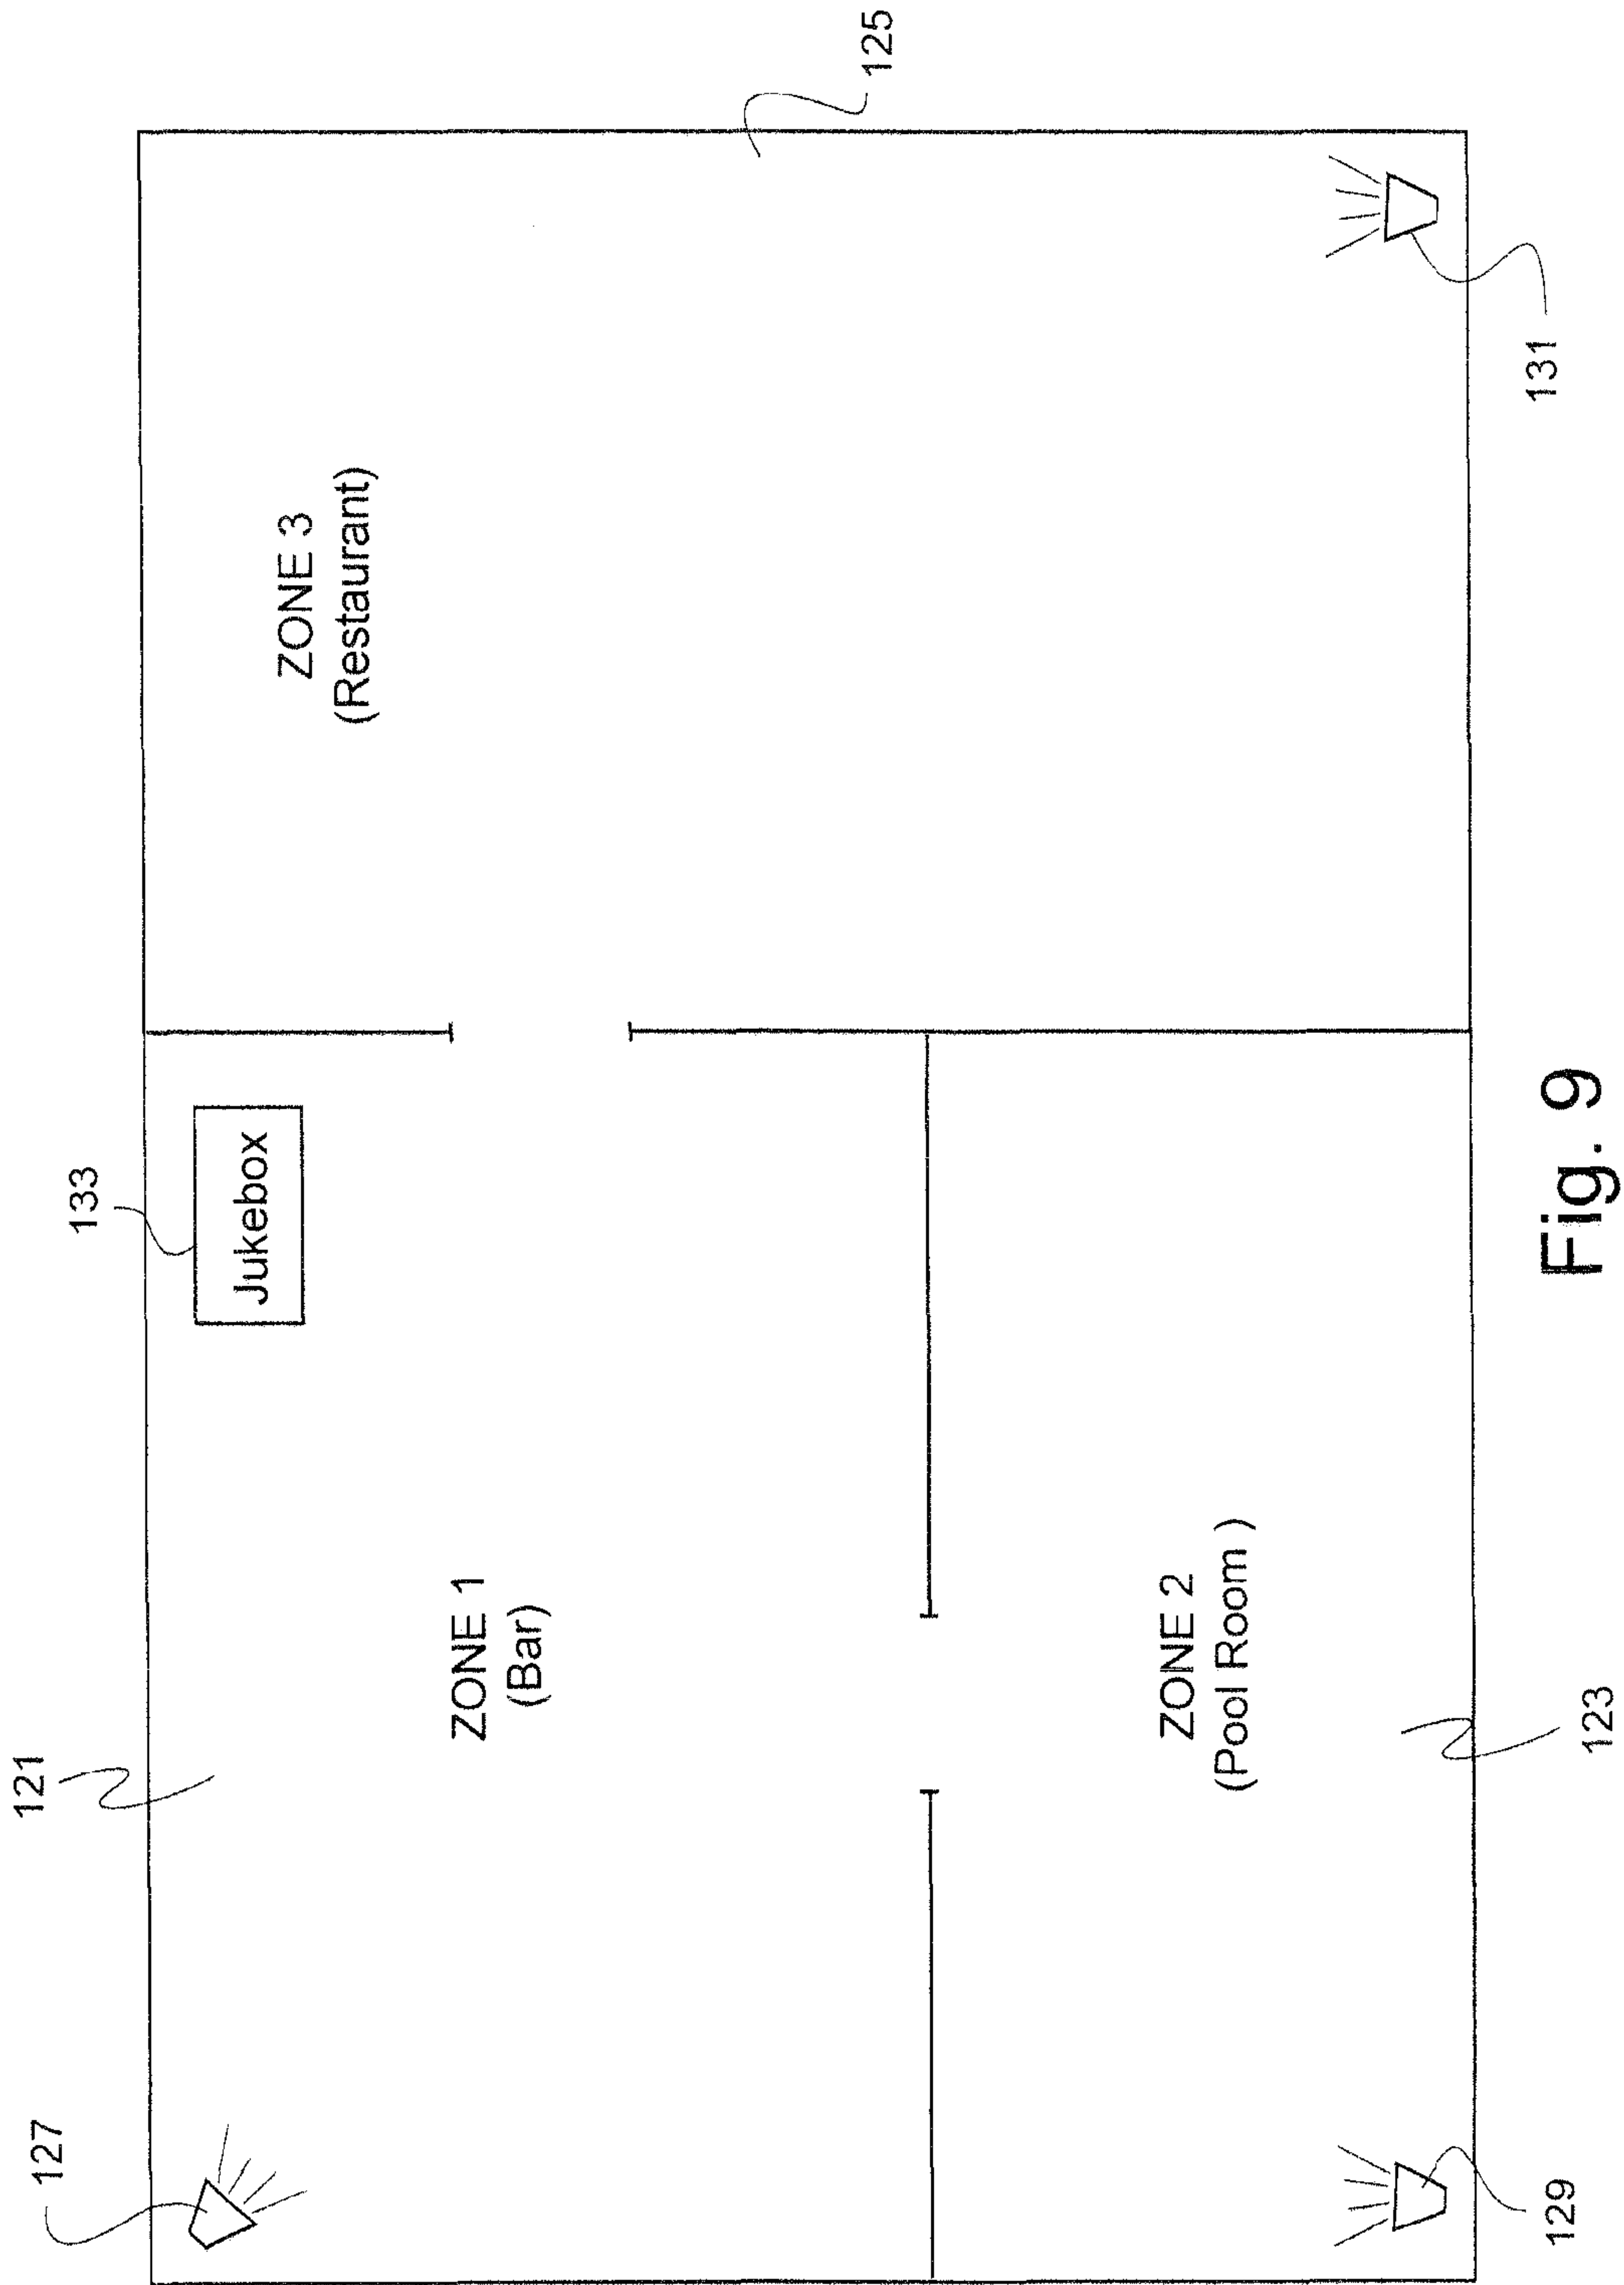 127
121
133
Jukebox
ZONE 1
(Bar)
ZONE 3
(Restaurant)
125
ZONE 2
(Pool Room )
129
123
131
Fig. 9